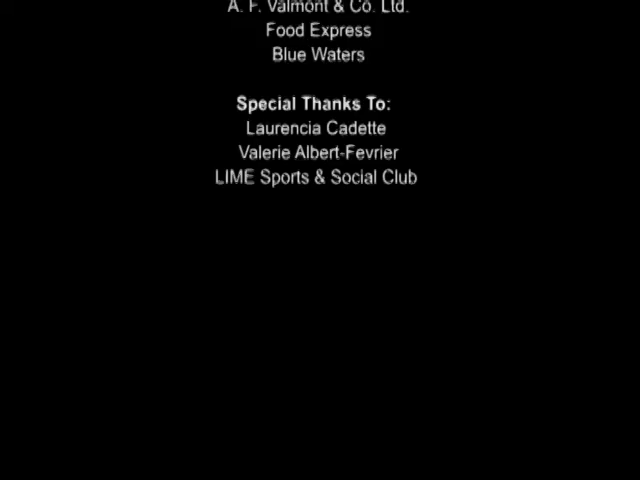 A. F. Valmont & Co. Ltd.
Food Express
Blue Waters
Special Thanks To:
Laurencia Cadette
Valerie Albert-Fevrier
LIME Sports & Social Club